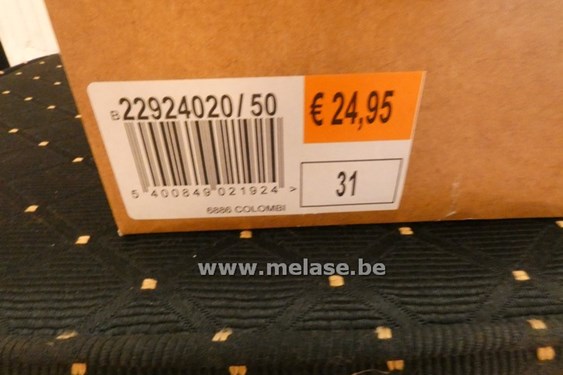 B22924020/50
€ 24,95
5 400849 021924 >
31
6886 COLOMBI
www.melase.be